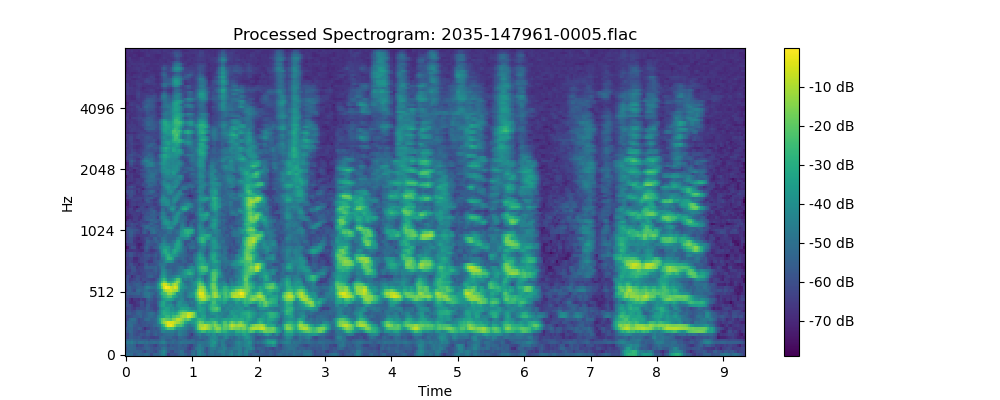 Processed Spectrogram: 2035-147961-0005.flac
Hz
4096
2048
1024
512
0
0 1 2 3 4 5 6 7 8 9
Time
-10 dB
-20 dB
-30 dB
-40 dB
-50 dB
-60 dB
-70 dB